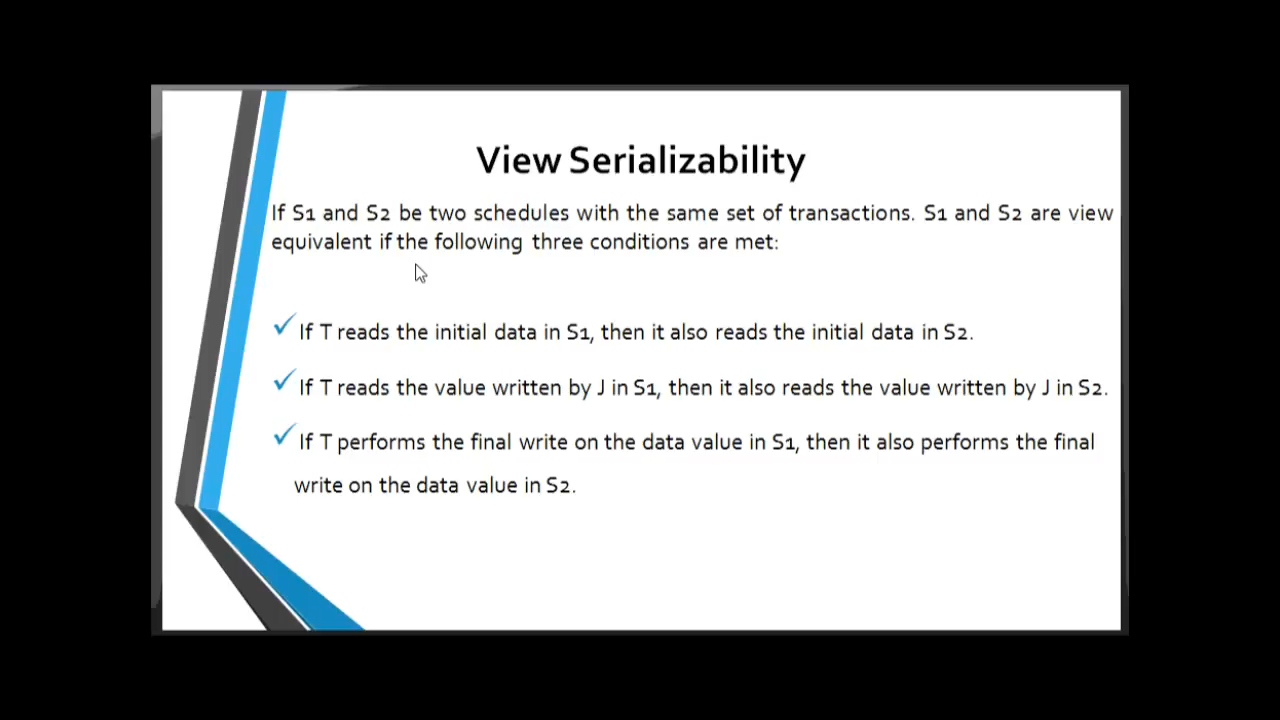 View Serializability
If S1 and S2 be two schedules with the same set of transactions. S1 and S2 are view
equivalent if the following three conditions are met:
If T reads the initial data in S1, then it also reads the initial data in S2.
If T reads the value written by J in S1, then it also reads the value written by J in S2.
If T performs the final write on the data value in S1, then it also performs the final
write on the data value in S2.